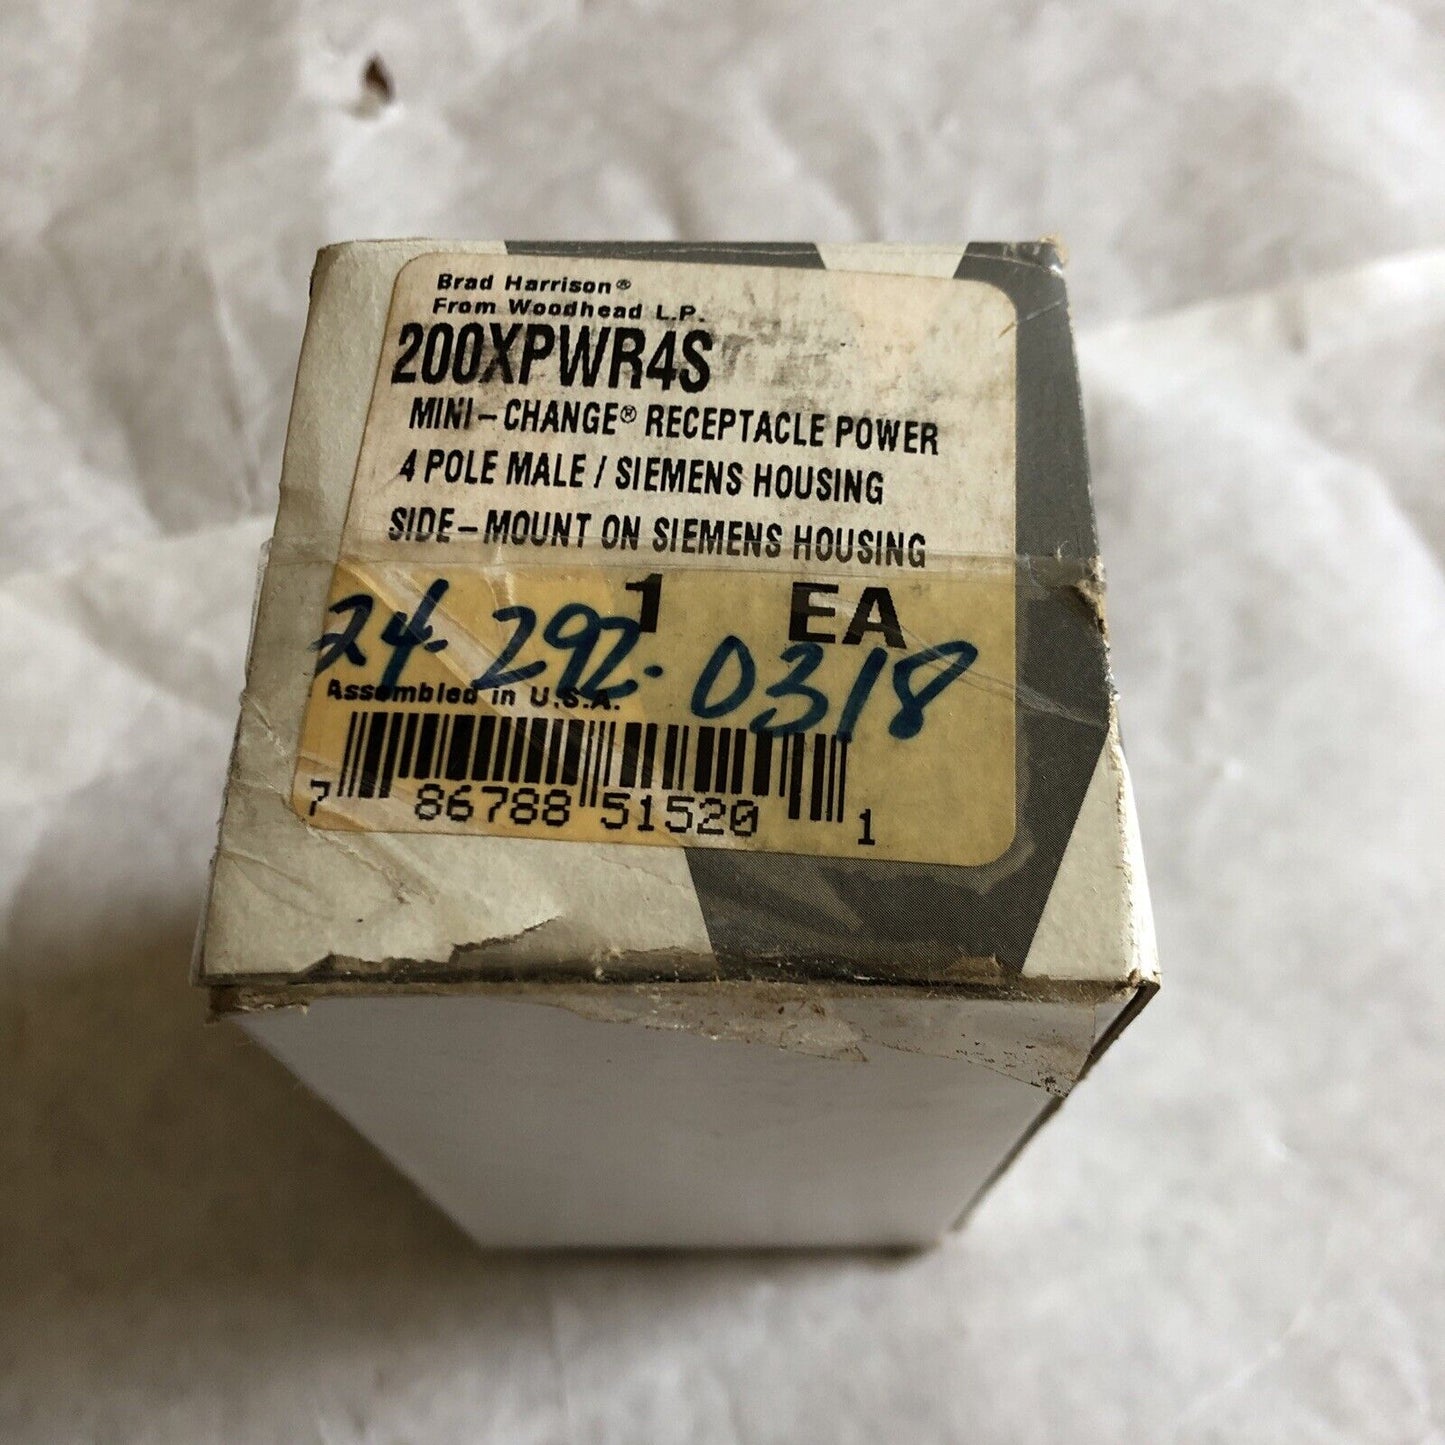 Brad Harrison®
From Woodhead L.P.
200XPWR4S
MINI-CHANGE® RECEPTACLE POWER
4 POLE MALE / SIEMENS HOUSING
SIDE-MOUNT ON SIEMENS HOUSING
1 EA
24-292-0318
Assembled in U.S.A.
7 86788 51520 1